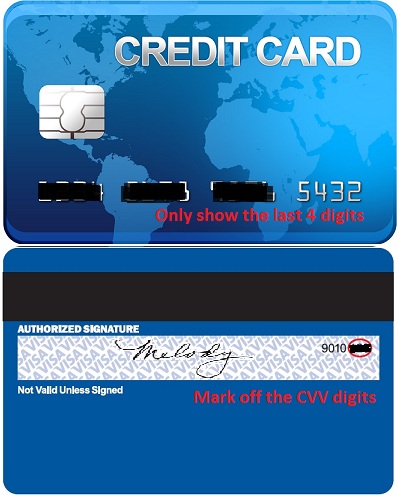 CREDIT CARD
5432
Only show the last 4 digits
AUTHORIZED SIGNATURE
Melody 9010
Not Valid Unless Signed
Mark off the CVV digits